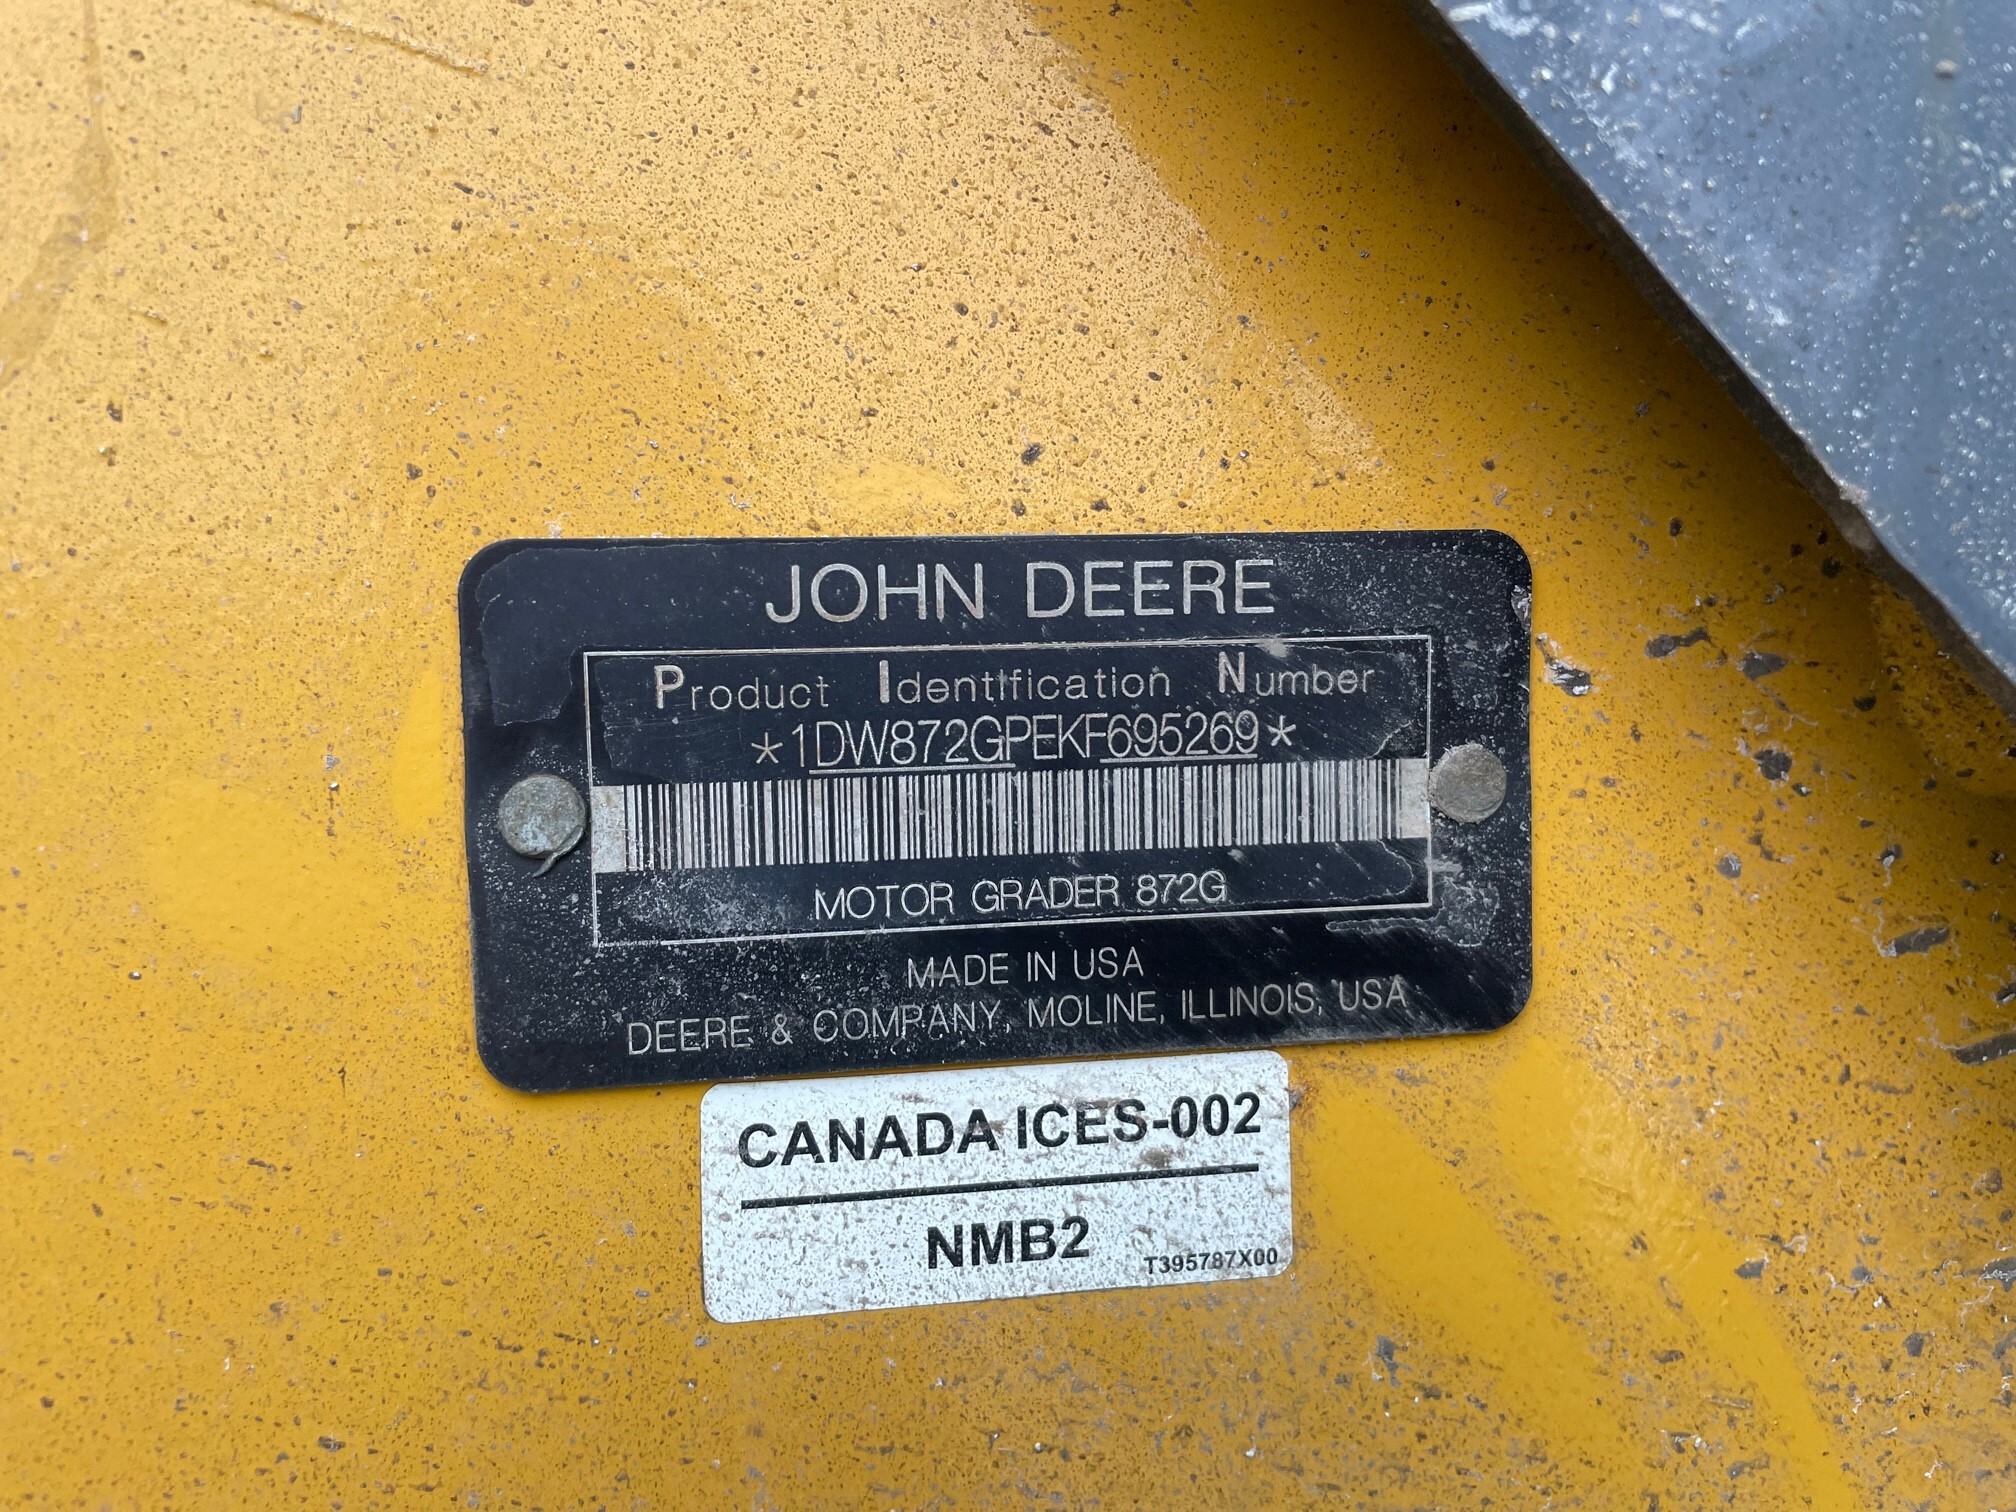 JOHN DEERE
Product Identification Number
*1DW872GPEKF695269*
MOTOR GRADER 872G
MADE IN USA
DEERE & COMPANY, MOLINE, ILLINOIS, USA
CANADA ICES-002
NMB2
T395787X00